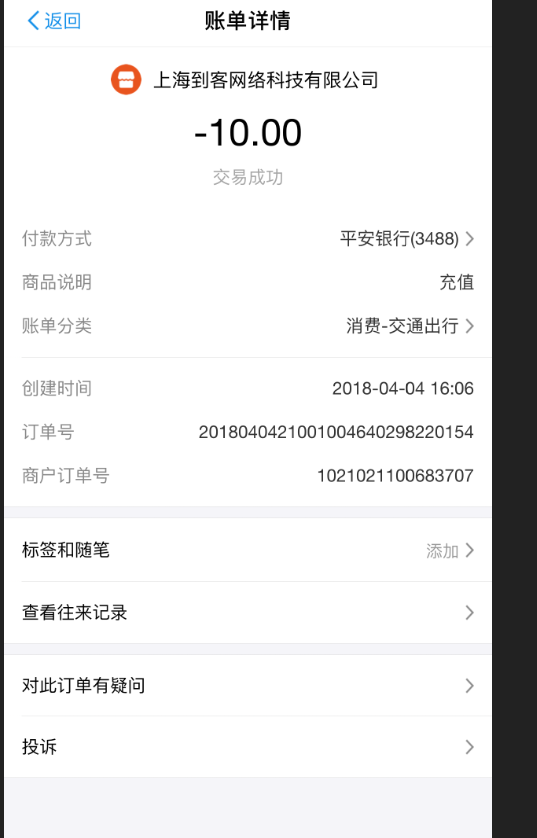 返回 账单详情
上海到客网络科技有限公司
-10.00
交易成功
付款方式 平安银行(3488)
商品说明 充值
账单分类 消费-交通出行
创建时间 2018-04-04 16:06
订单号 2018040421001004640298220154
商户订单号 1021021100683707
标签和随笔 添加
查看往来记录
对此订单有疑问
投诉